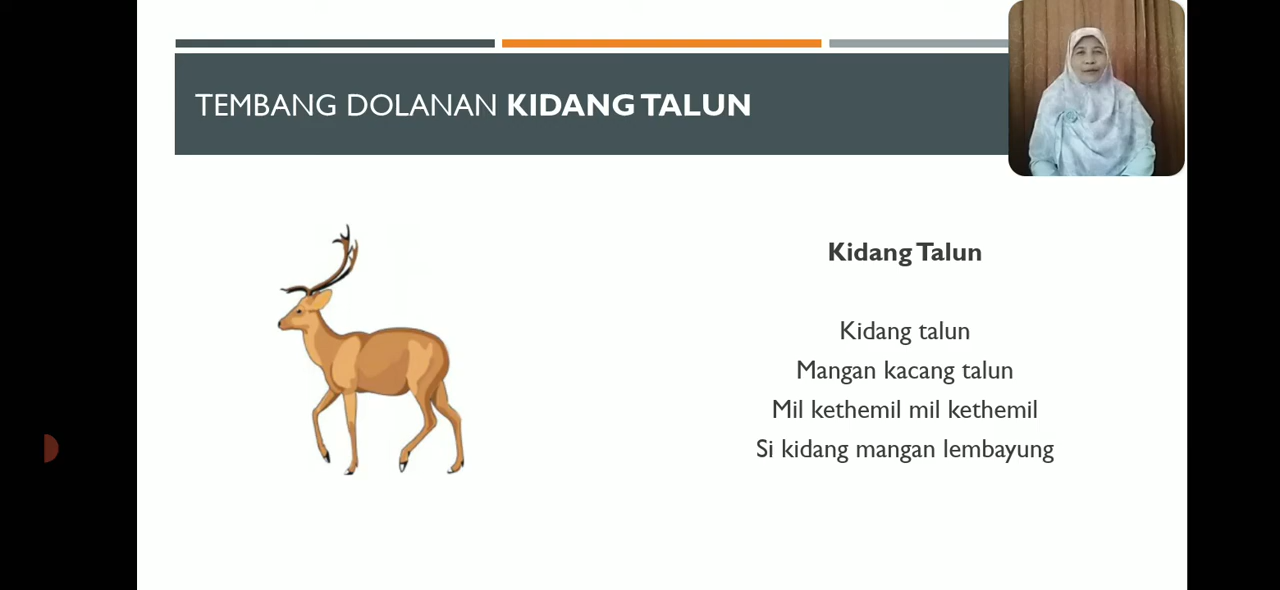 TEMBANG DOLANAN KIDANG TALUN
Kidang Talun
Kidang talun
Mangan kacang talun
Mil kethemil mil kethemil
Si kidang mangan lembayung